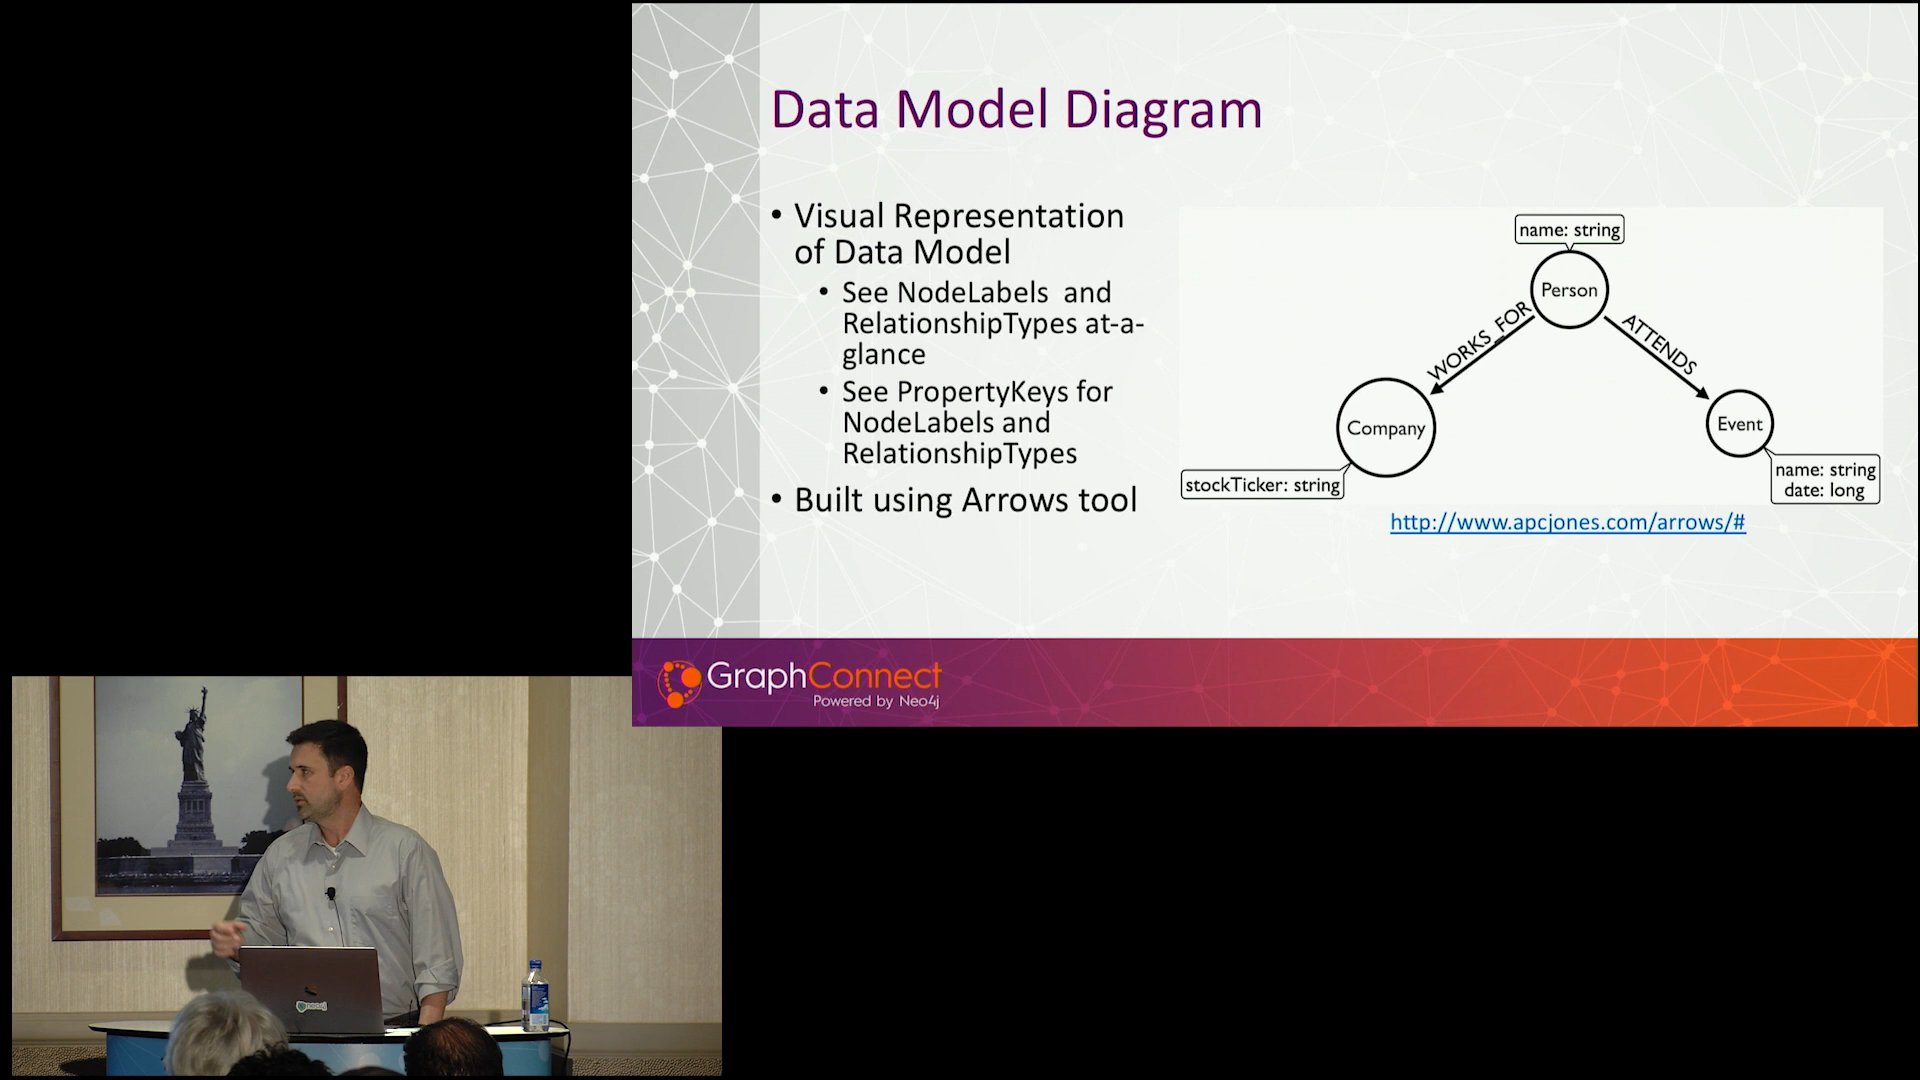 Data Model Diagram
• Visual Representation
of Data Model
• See NodeLabels and
RelationshipTypes at-a-
glance
• See PropertyKeys for
NodeLabels and
RelationshipTypes
• Built using Arrows tool
name: string
Person
WORKS_FOR
ATTENDS
Company
Event
stockTicker: string
name: string
date: long
http://www.apcjones.com/arrows/#
GraphConnect
Powered by Neo4j
neo4j